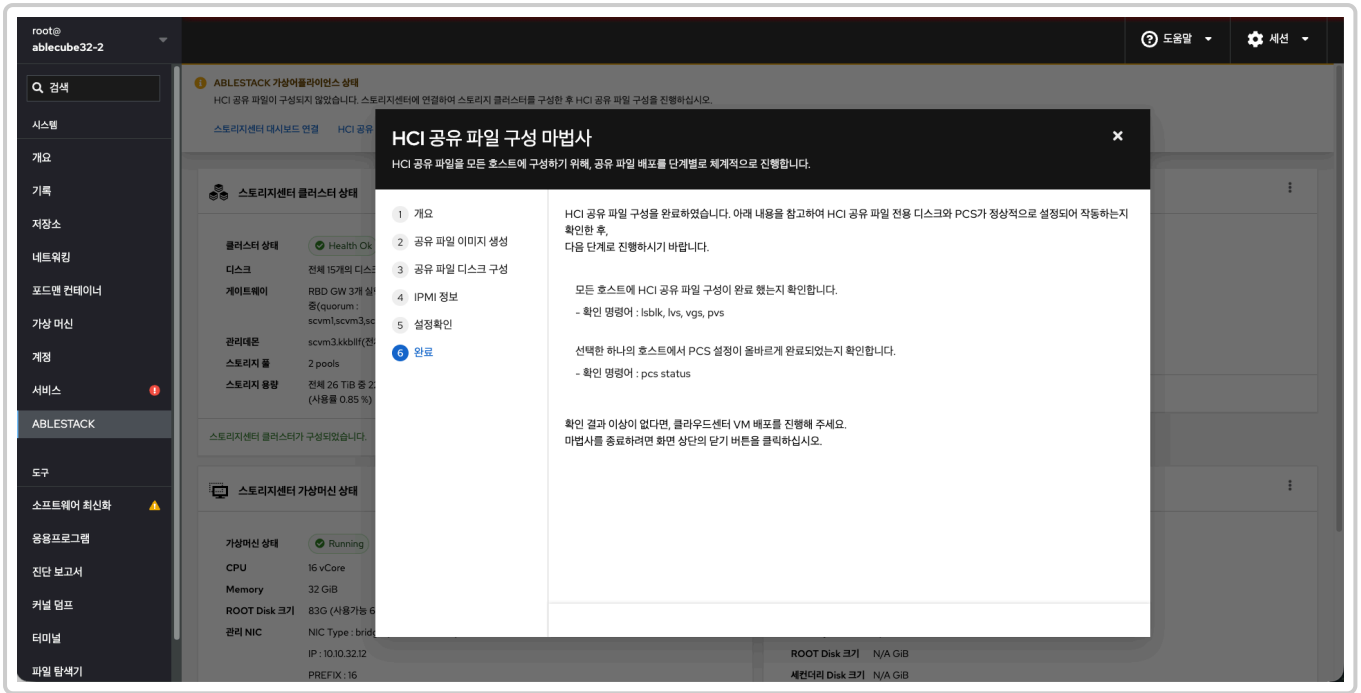 root@
ablecube32-2
도움말
세션
검색
시스템
개요
기록
저장소
네트워킹
포드맨 컨테이너
가상 머신
계정
서비스
ABLESTACK
도구
소프트웨어 최신화
응용프로그램
진단 보고서
커널 덤프
터미널
파일 탐색기
ABLESTACK 가상어플라이언스 상태
HCI 공유 파일이 구성되지 않았습니다. 스토리지센터에 연결하여 스토리지 클러스터를 구성한 후 HCI 공유 파일 구성을 진행하십시오.
스토리지센터 대시보드 연결 HCI 공유
스토리지센터 클러스터 상태
클러스터 상태 Health Ok
디스크 전체 15개의 디스크
게이트웨이 RBD GW 3개 실행
중(quorum :
scvm1,scvm3,sc
관리데몬 scvm3.kkbllf(전
스토리지 풀 2 pools
스토리지 용량 전체 26 TiB 중 2
(사용률 0.85 %)
스토리지센터 클러스터가 구성되었습니다.
스토리지센터 가상머신 상태
가상머신 상태 Running
CPU 16 vCore
Memory 32 GiB
ROOT Disk 크기 83G (사용가능 6
관리 NIC NIC Type : bridg
IP : 10.10.32.12
PREFIX : 16
ROOT Disk 크기 N/A GiB
세컨더리 Disk 크기 N/A GiB
HCI 공유 파일 구성 마법사
HCI 공유 파일을 모든 호스트에 구성하기 위해, 공유 파일 배포를 단계별로 체계적으로 진행합니다.
1 개요
2 공유 파일 이미지 생성
3 공유 파일 디스크 구성
4 IPMI 정보
5 설정확인
6 완료
HCI 공유 파일 구성을 완료하였습니다. 아래 내용을 참고하여 HCI 공유 파일 전용 디스크와 PCS가 정상적으로 설정되어 작동하는지
확인한 후,
다음 단계로 진행하시기 바랍니다.
모든 호스트에 HCI 공유 파일 구성이 완료 했는지 확인합니다.
- 확인 명령어 : lsblk, lvs, vgs, pvs
선택한 하나의 호스트에서 PCS 설정이 올바르게 완료되었는지 확인합니다.
- 확인 명령어 : pcs status
확인 결과 이상이 없다면, 클라우드센터 VM 배포를 진행해 주세요.
마법사를 종료하려면 화면 상단의 닫기 버튼을 클릭하십시오.